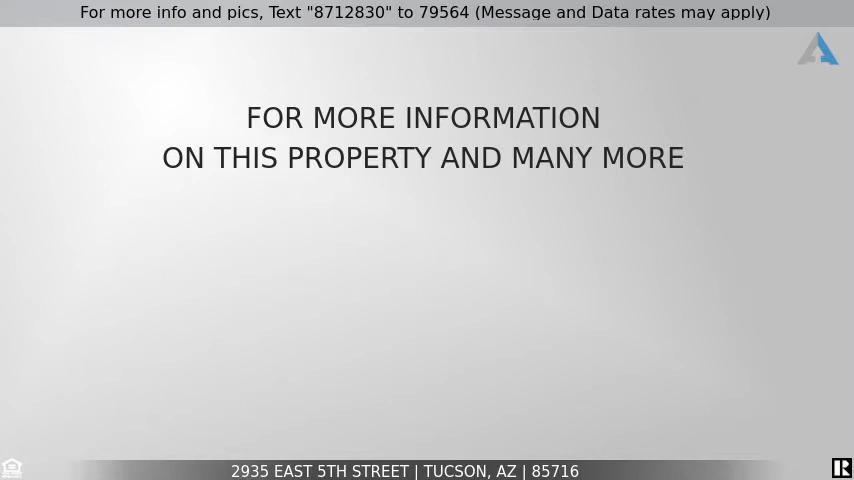 For more info and pics, Text "8712830" to 79564 (Message and Data rates may apply)
FOR MORE INFORMATION
ON THIS PROPERTY AND MANY MORE
2935 EAST 5TH STREET | TUCSON, AZ | 85716